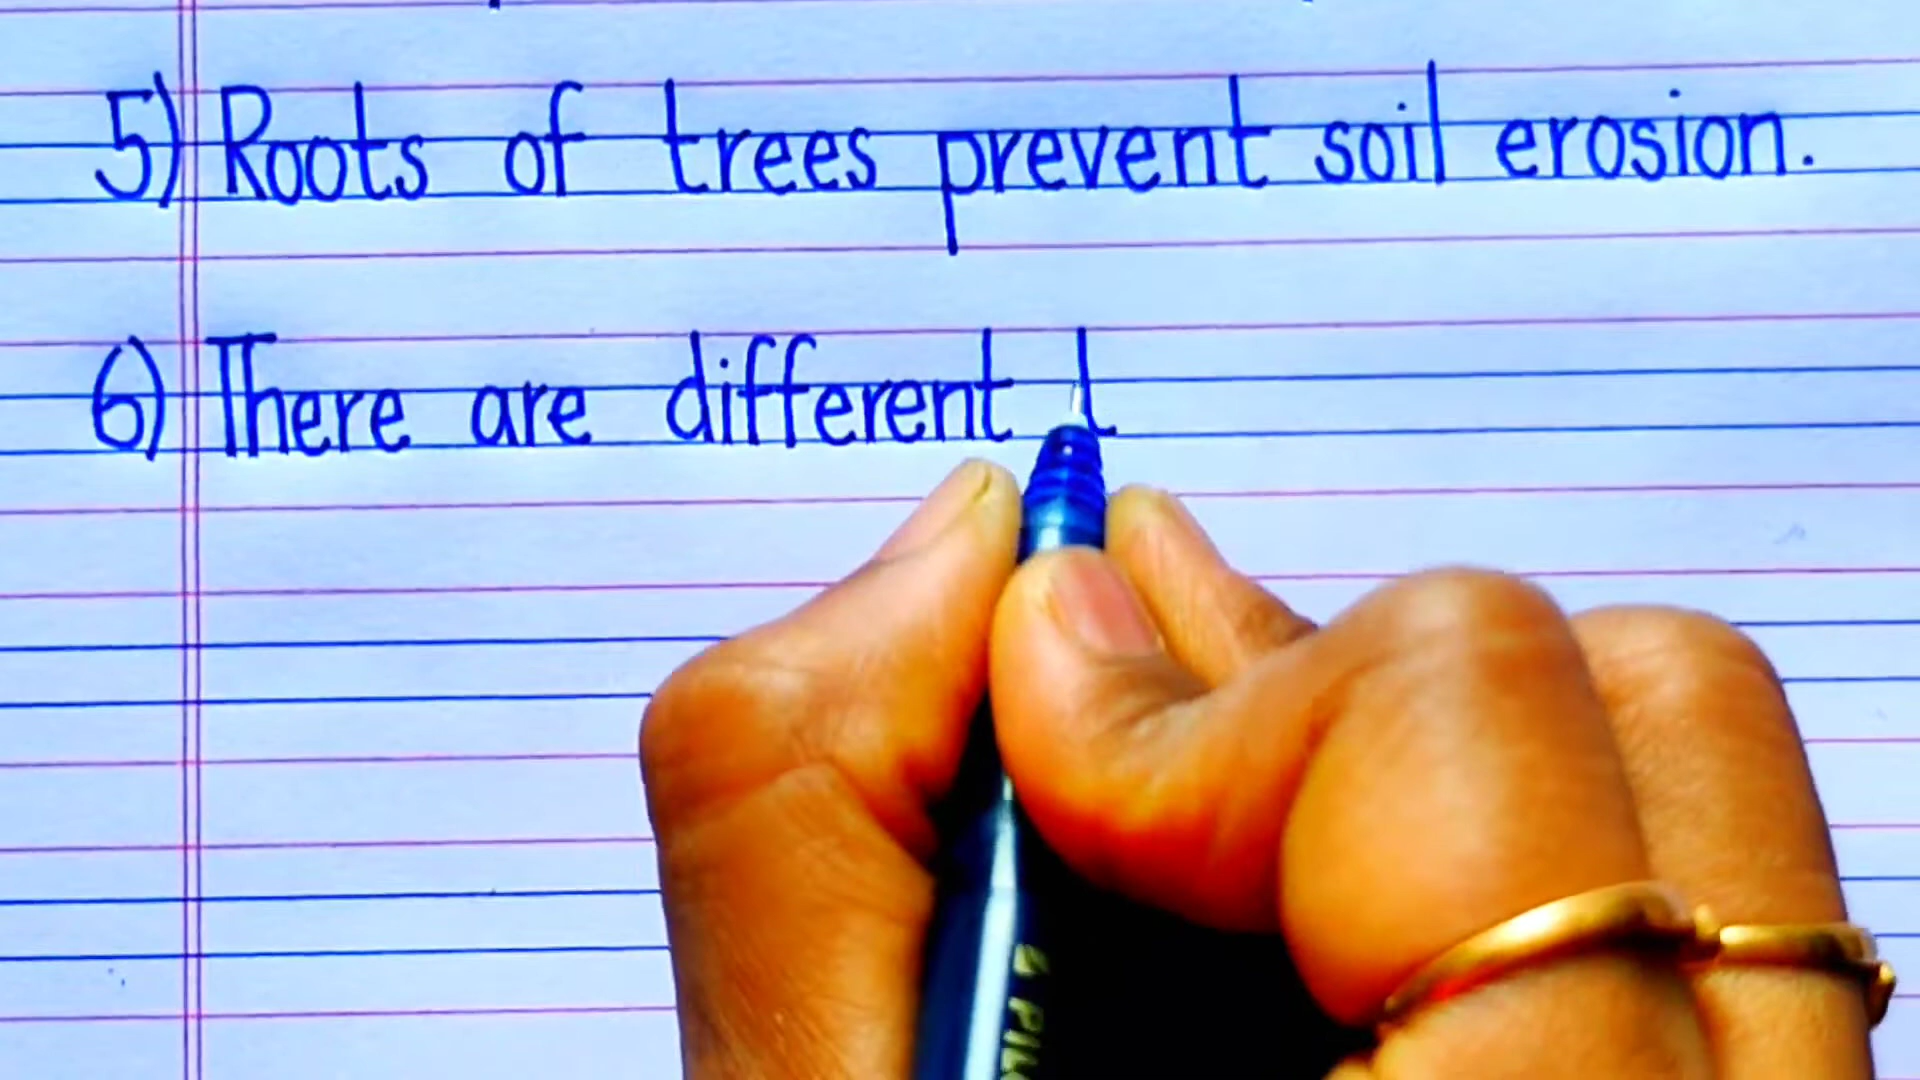 5) Roots of trees prevent soil erosion.
6) There are different